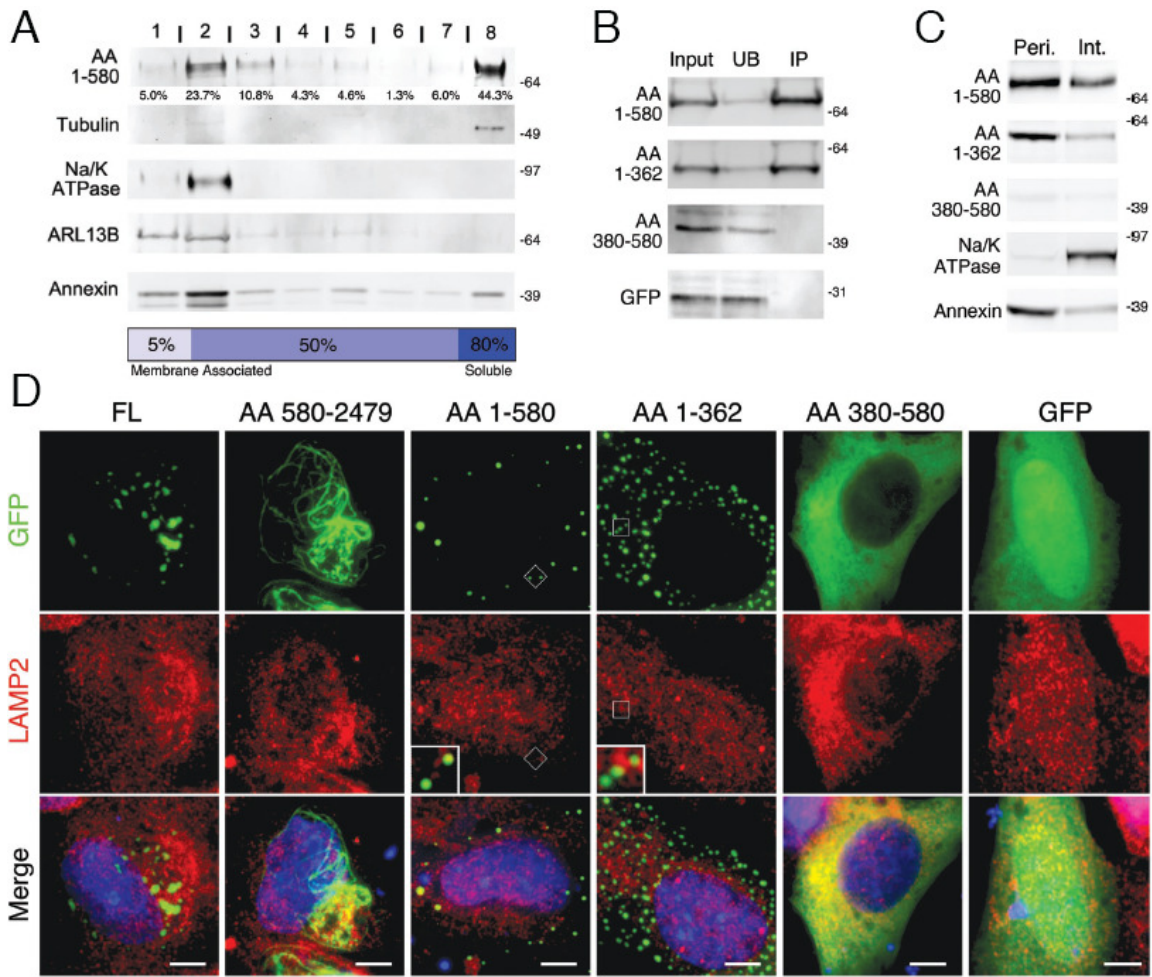 A
1 | 2 | 3 | 4 | 5 | 6 | 7 | 8
AA
1-580
-64
5.0% 23.7% 10.8% 4.3% 4.6% 1.3% 6.0% 44.3%
Tubulin
-49
Na/K
ATPase
-97
ARL13B
-64
Annexin
-39
5% 50% 80%
Membrane Associated Soluble
B
Input UB IP
AA
1-580
-64
AA
1-362
-64
AA
380-580
-39
GFP
-31
C
Peri. Int.
AA
1-580
-64
AA
1-362
-64
AA
380-580
-39
Na/K
ATPase
-97
Annexin
-39
D
FL AA 580-2479 AA 1-580 AA 1-362 AA 380-580 GFP
GFP
LAMP2
Merge